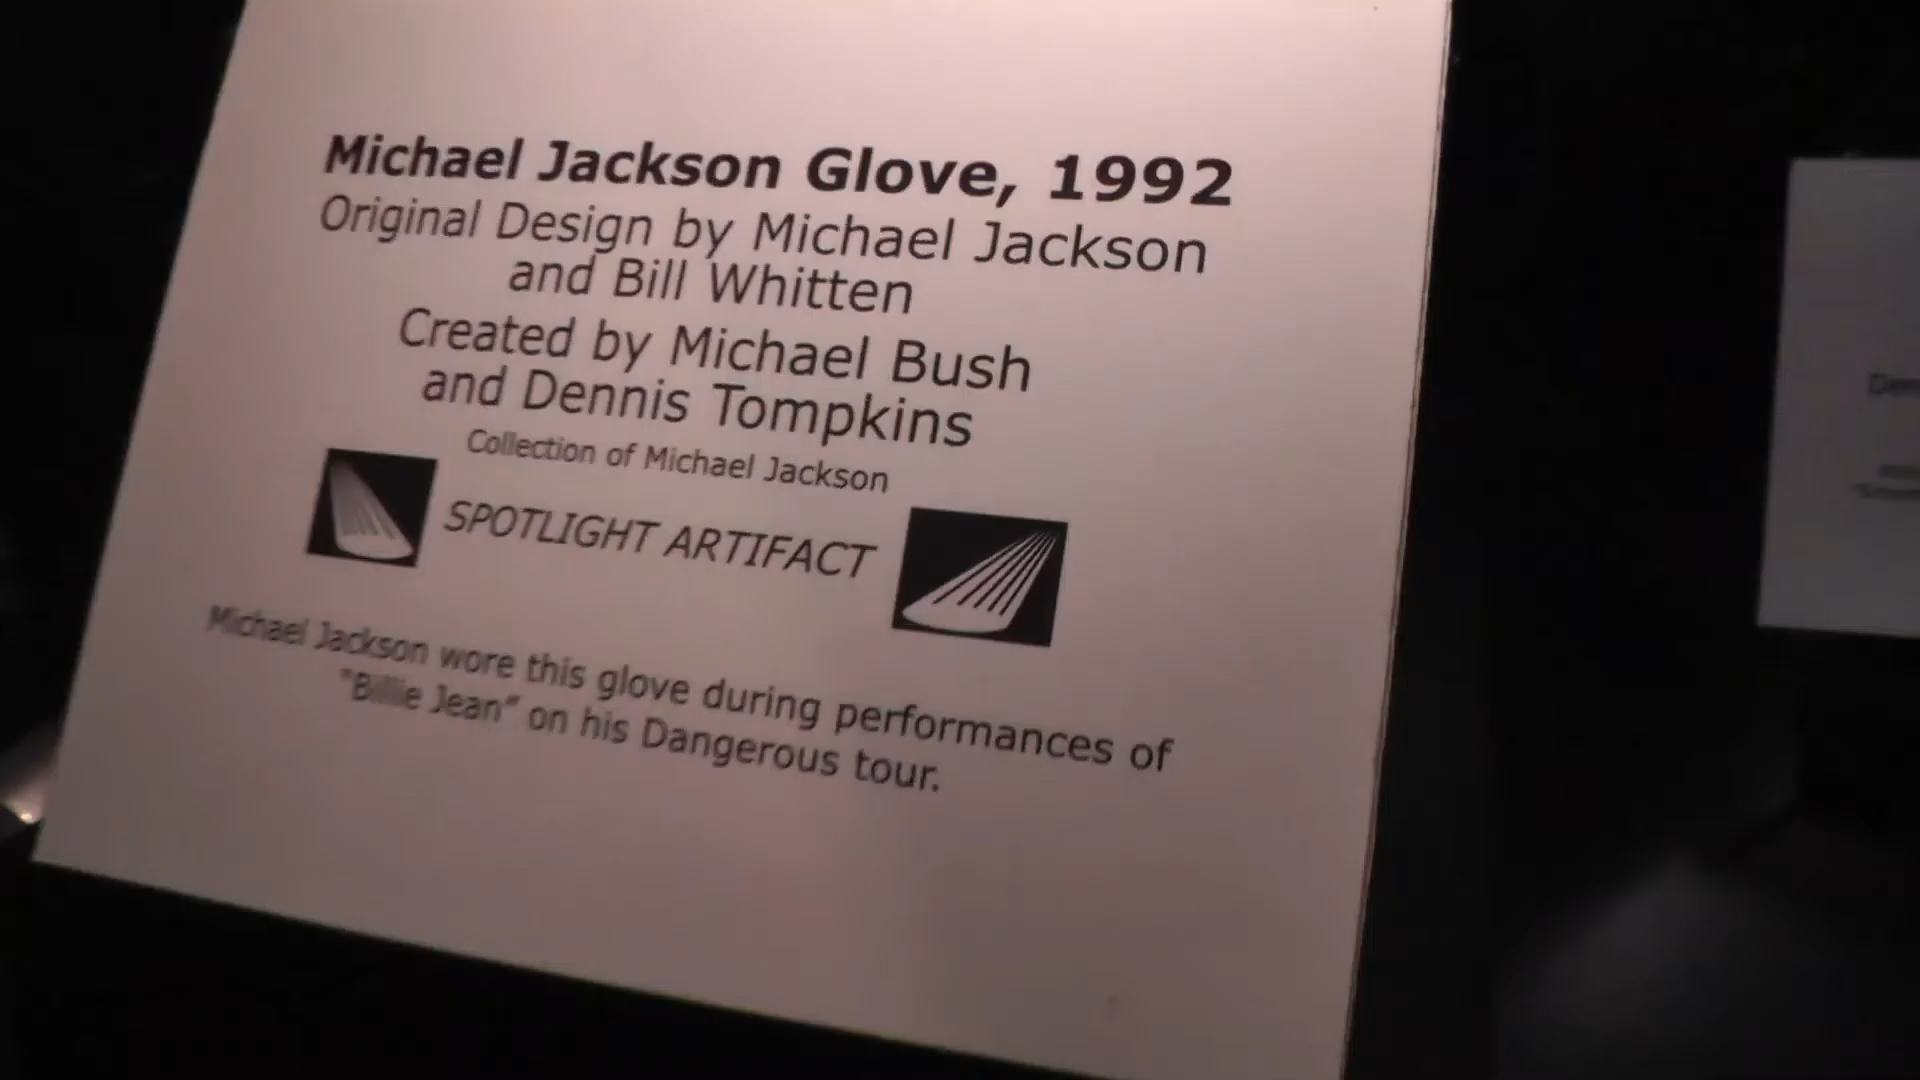 Michael Jackson Glove, 1992
Original Design by Michael Jackson
and Bill Whitten
Created by Michael Bush
and Dennis Tompkins
Collection of Michael Jackson
SPOTLIGHT ARTIFACT
Michael Jackson wore this glove during performances of
"Billie Jean" on his Dangerous tour.